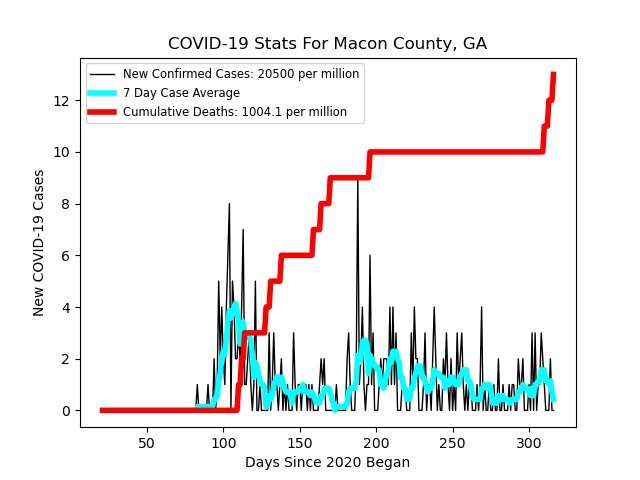 COVID-19 Stats For Macon County, GA
New Confirmed Cases: 20500 per million
7 Day Case Average
Cumulative Deaths: 1004.1 per million
New COVID-19 Cases
12
10
8
6
4
2
0
50 100 150 200 250 300
Days Since 2020 Began